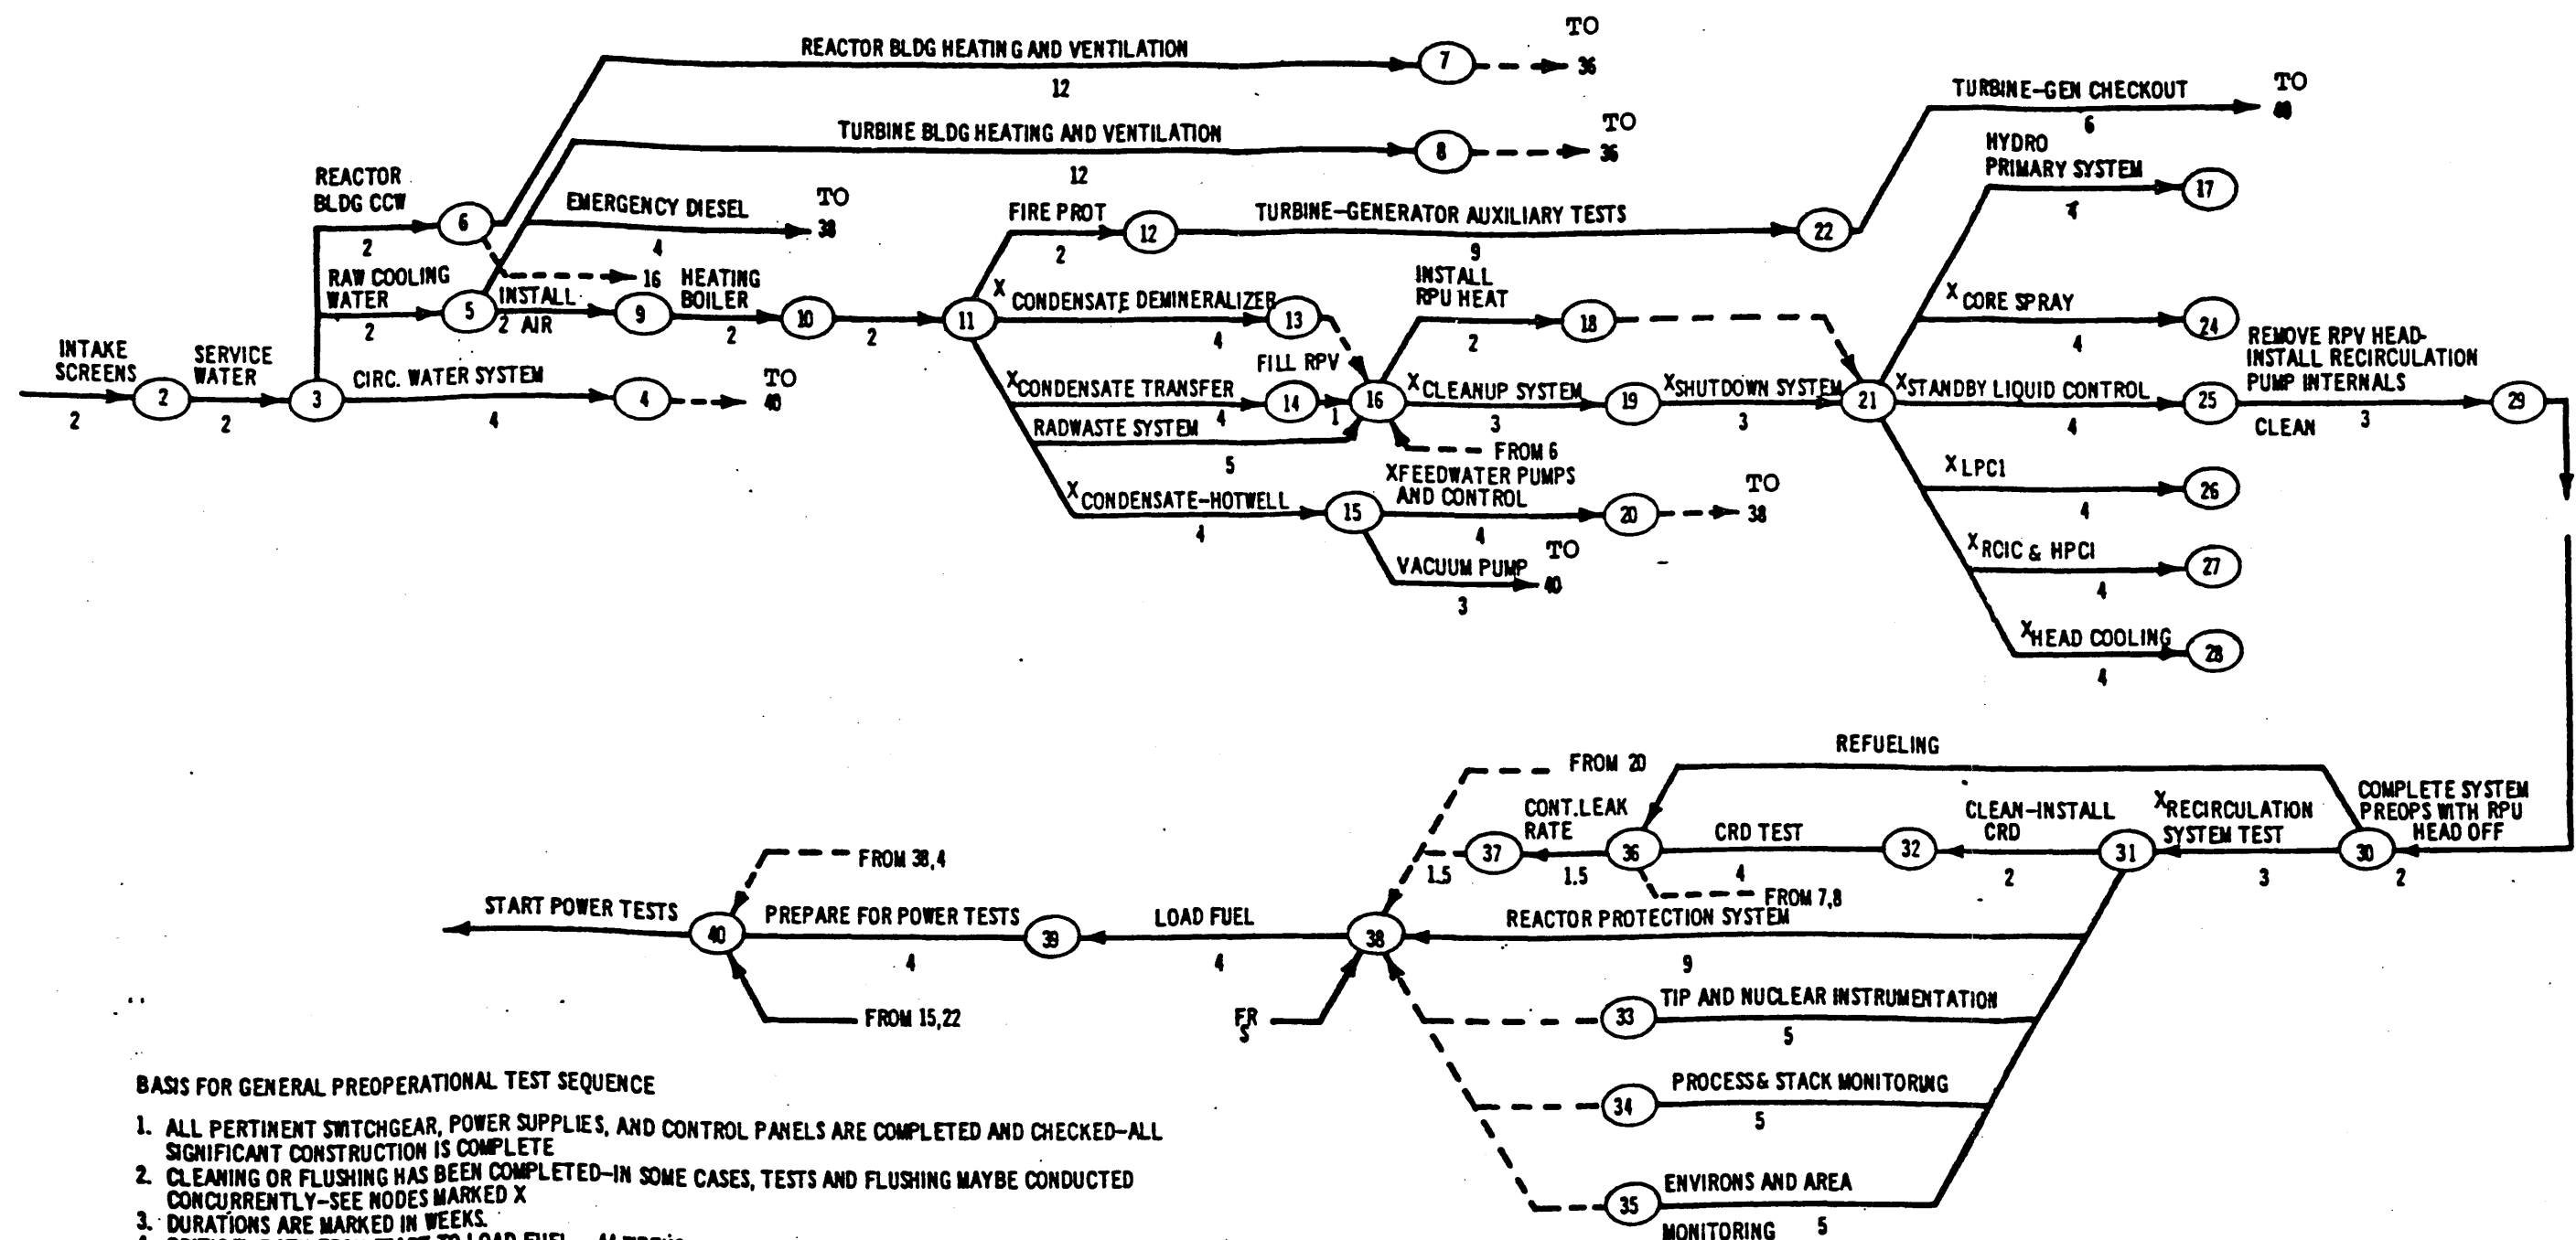 REACTOR BLDG HEATING AND VENTILATION
12
7
TO
36
TURBINE BLDG HEATING AND VENTILATION
12
8
TO
36
REACTOR
BLDG CCW
2
6
16
EMERGENCY DIESEL
4
TO
38
RAW COOLING
WATER
2
5
INSTALL
2 AIR
9
HEATING
BOILER
2
10
2
11
INTAKE
SCREENS
2
2
SERVICE
WATER
2
3
CIRC. WATER SYSTEM
4
4
TO
40
FIRE PROT
2
12
TURBINE-GENERATOR AUXILIARY TESTS
9
22
TURBINE-GEN CHECKOUT
6
TO
40
X CONDENSATE DEMINERALIZER
4
13
INSTALL
RPU HEAT
2
18
X CONDENSATE TRANSFER
4
14
FILL RPV
1
16
X CLEANUP SYSTEM
3
19
X SHUTDOWN SYSTEM
3
21
RADWASTE SYSTEM
5
FROM 6
X CONDENSATE-HOTWELL
4
15
XFEEDWATER PUMPS
AND CONTROL
4
20
TO
38
VACUUM PUMP
3
TO
40
HYDRO
PRIMARY SYSTEM
4
17
X CORE SPRAY
4
24
X STANDBY LIQUID CONTROL
4
25
REMOVE RPV HEAD-
INSTALL RECIRCULATION
PUMP INTERNALS
CLEAN
3
29
X LPCI
4
26
X RCIC & HPCI
4
27
X HEAD COOLING
4
28
REFUELING
COMPLETE SYSTEM
PREOPS WITH RPU
HEAD OFF
2
30
X RECIRCULATION
SYSTEM TEST
3
31
CLEAN-INSTALL
CRD
2
32
CRD TEST
4
36
CONT.LEAK
RATE
1.5
37
1.5
FROM 20
FROM 7,8
REACTOR PROTECTION SYSTEM
9
38
TIP AND NUCLEAR INSTRUMENTATION
5
33
PROCESS & STACK MONITORING
5
34
ENVIRONS AND AREA
MONITORING
5
35
FR
5
LOAD FUEL
4
39
PREPARE FOR POWER TESTS
4
40
FROM 38,4
FROM 15,22
START POWER TESTS
BASIS FOR GENERAL PREOPERATIONAL TEST SEQUENCE
1. ALL PERTINENT SWITCHGEAR, POWER SUPPLIES, AND CONTROL PANELS ARE COMPLETED AND CHECKED-ALL
SIGNIFICANT CONSTRUCTION IS COMPLETE
2. CLEANING OR FLUSHING HAS BEEN COMPLETED-IN SOME CASES, TESTS AND FLUSHING MAYBE CONDUCTED
CONCURRENTLY-SEE NODES MARKED X
3. DURATIONS ARE MARKED IN WEEKS.